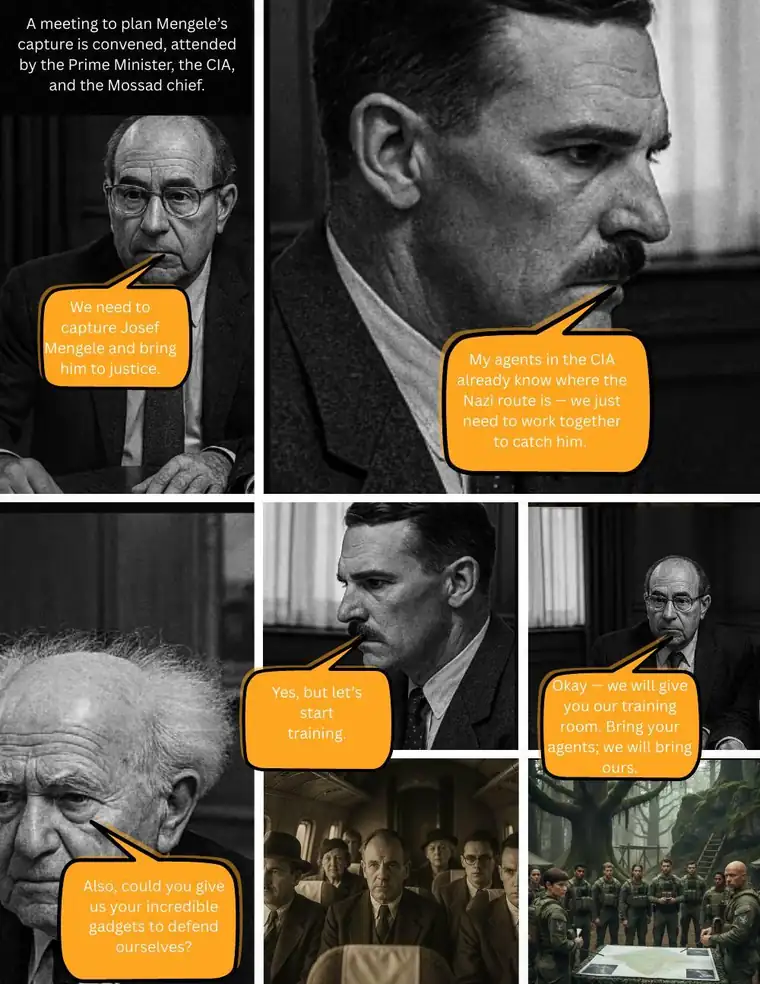 A meeting to plan Mengele's
capture is convened, attended
by the Prime Minister, the CIA,
and the Mossad chief.
We need to
capture Josef
Mengele and bring
him to justice.
My agents in the CIA
already know where the
Nazi route is — we just
need to work together
to catch him.
Also, could you give
us your incredible
gadgets to defend
ourselves?
Yes, but let's
start
training.
Okay — we will give
you our training
room. Bring your
agents; we will bring
ours.